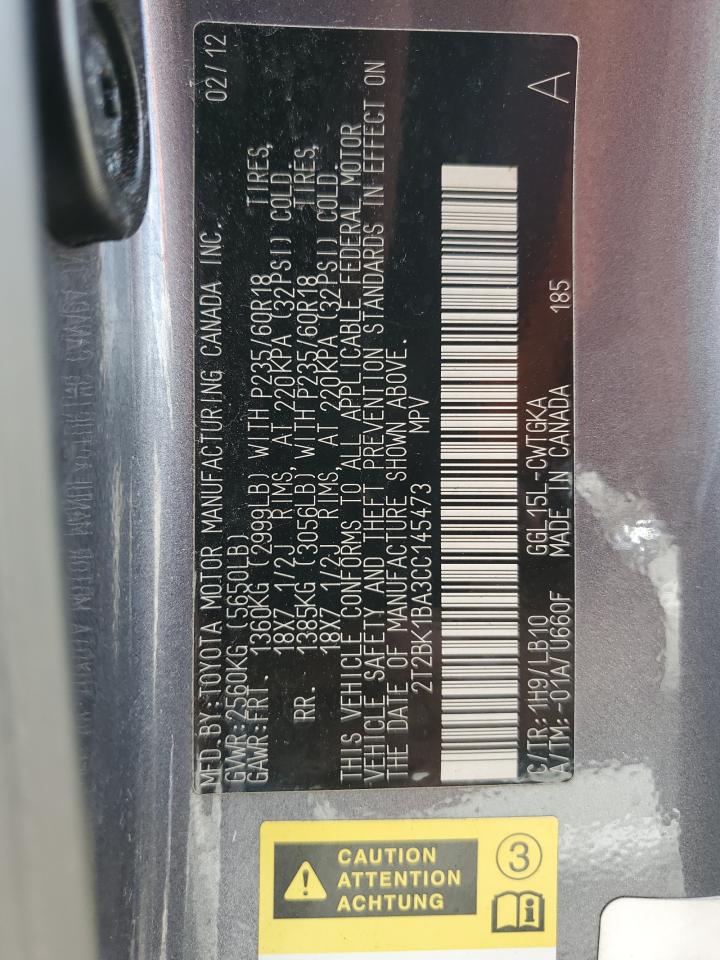 MFD.BY:TOYOTA MOTOR MANUFACTURING CANADA INC. 02/12
GVWR:2560KG (5650LB)
GAWR:FRT. 1360KG (2999LB) WITH P235/60R18 TIRES,
18X7 1/2J RIMS, AT 220KPA (32PSI) COLD.
RR. 1385KG (3056LB) WITH P235/60R18 TIRES,
18X7 1/2J RIMS, AT 220KPA (32PSI) COLD.
THIS VEHICLE CONFORMS TO ALL APPLICABLE FEDERAL MOTOR
VEHICLE SAFETY AND THEFT PREVENTION STANDARDS IN EFFECT ON
THE DATE OF MANUFACTURE SHOWN ABOVE.
2T2BK1BA3CC145473 MPV
C/TR: 1H9/LB10 GGL15L-CWTGKA 185 A
A/TM:-01A/U660F MADE IN CANADA
CAUTION
ATTENTION
ACHTUNG
3